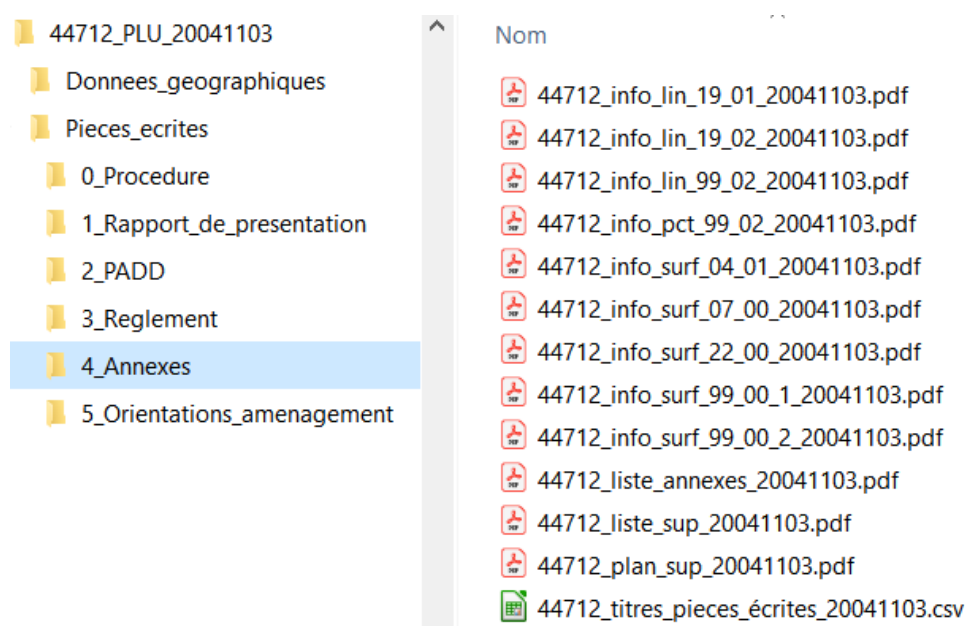 44712_PLU_20041103
Donnees_geographiques
Pieces_ecrites
0_Procedure
1_Rapport_de_presentation
2_PADD
3_Reglement
4_Annexes
5_Orientations_amenagement
Nom
44712_info_lin_19_01_20041103.pdf
44712_info_lin_19_02_20041103.pdf
44712_info_lin_99_02_20041103.pdf
44712_info_pct_99_02_20041103.pdf
44712_info_surf_04_01_20041103.pdf
44712_info_surf_07_00_20041103.pdf
44712_info_surf_22_00_20041103.pdf
44712_info_surf_99_00_1_20041103.pdf
44712_info_surf_99_00_2_20041103.pdf
44712_liste_annexes_20041103.pdf
44712_liste_sup_20041103.pdf
44712_plan_sup_20041103.pdf
44712_titres_pieces_écrites_20041103.csv